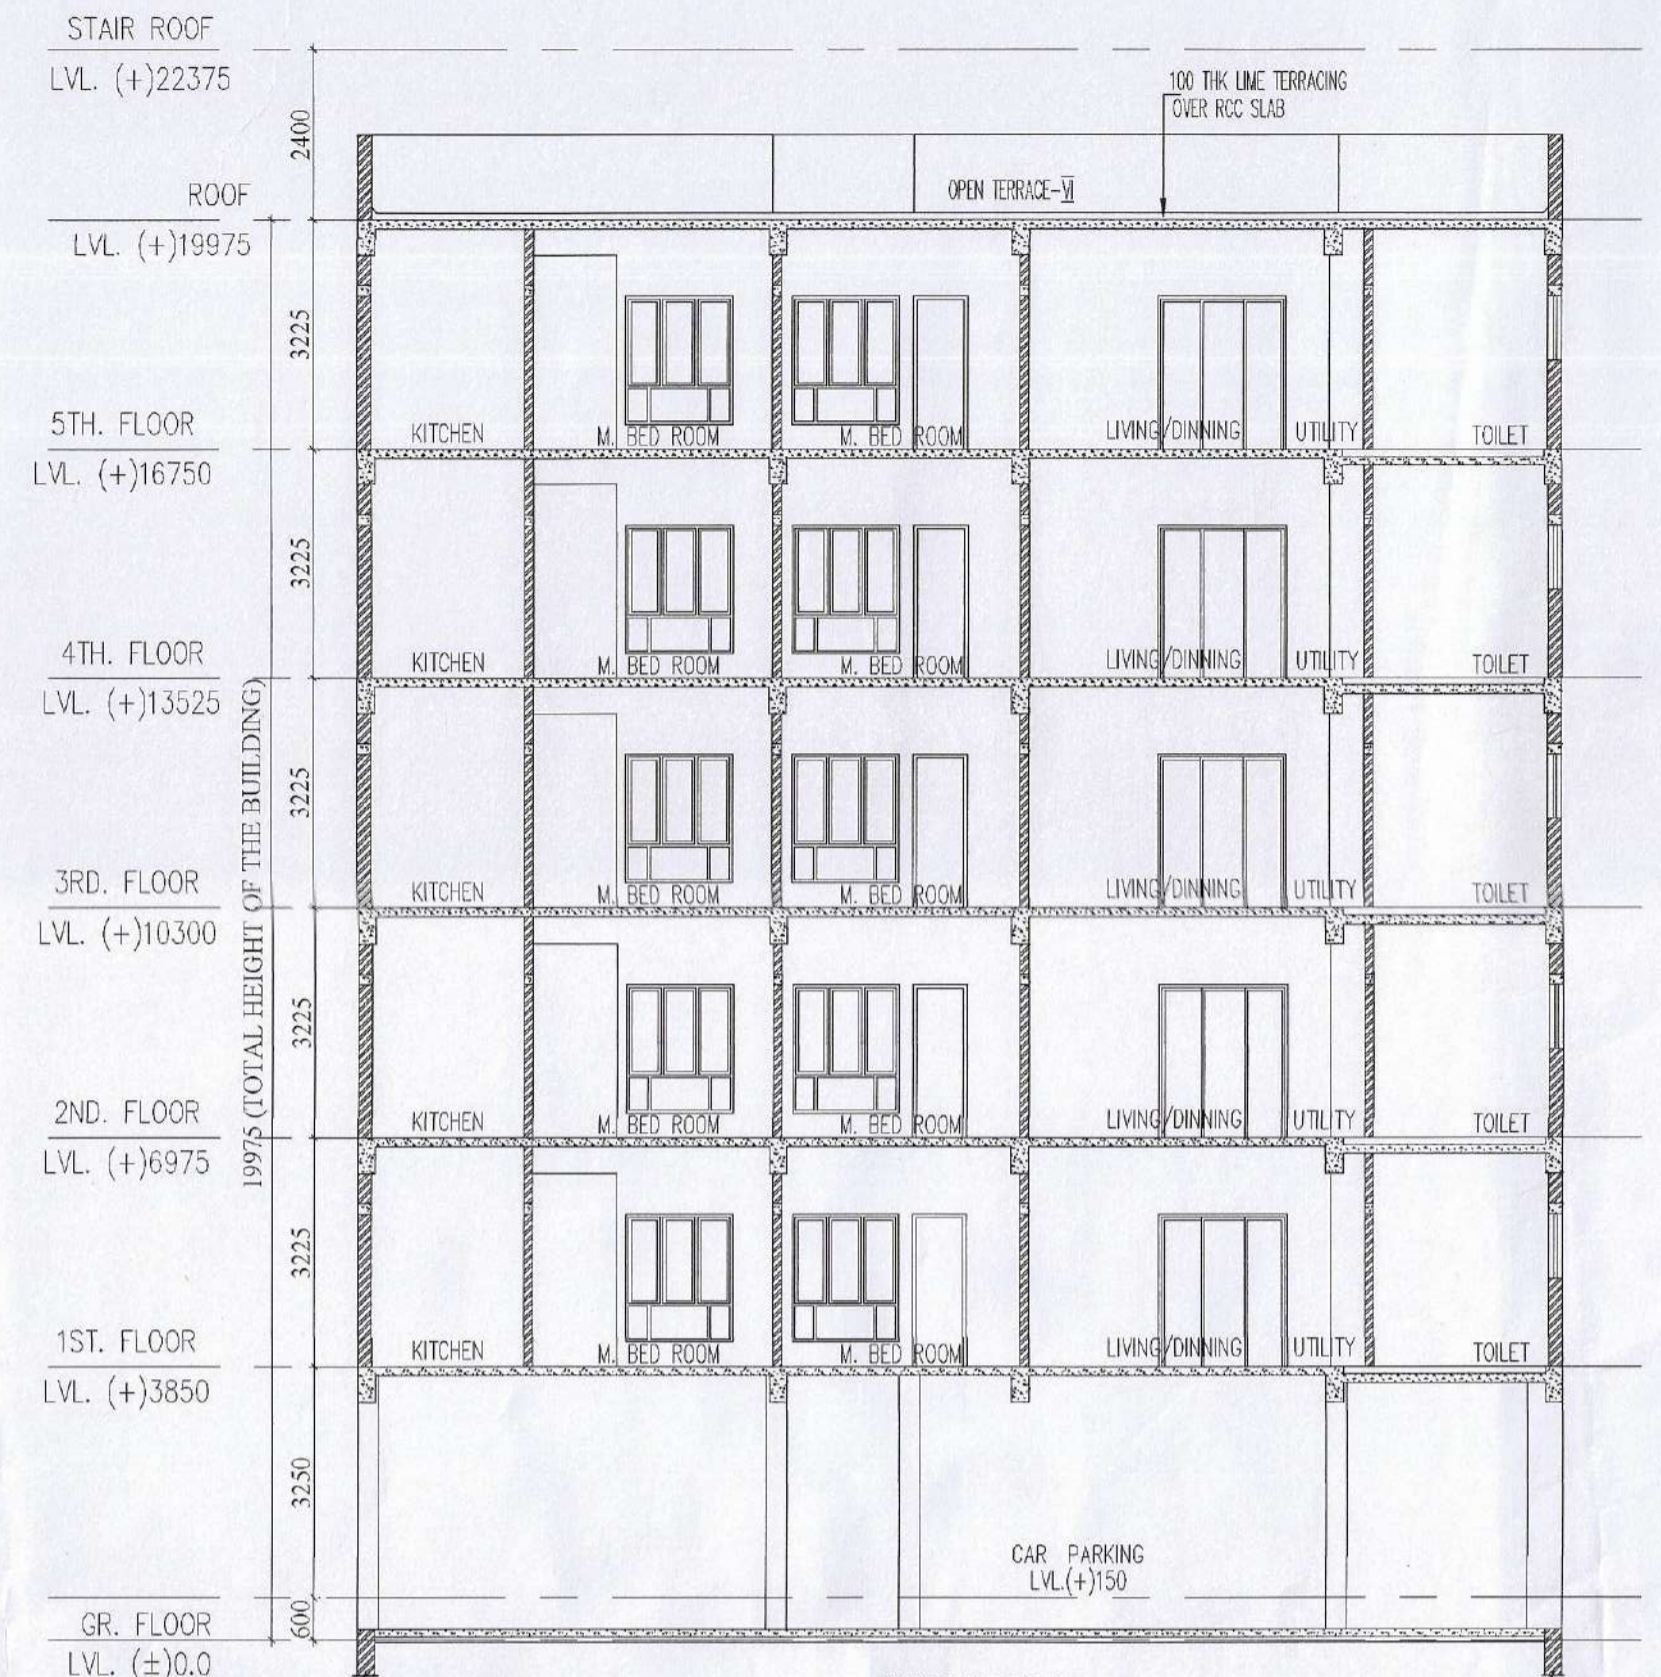 STAIR ROOF
LVL. (+)22375
100 THK LIME TERRACING
OVER RCC SLAB
2400
ROOF
OPEN TERRACE-VI
LVL. (+)19975
3225
5TH. FLOOR
KITCHEN M. BED ROOM M. BED ROOM LIVING/DINNING UTILITY TOILET
LVL. (+)16750
3225
4TH. FLOOR
KITCHEN M. BED ROOM M. BED ROOM LIVING/DINNING UTILITY TOILET
LVL. (+)13525
19975 (TOTAL HEIGHT OF THE BUILDING)
3225
3RD. FLOOR
KITCHEN M. BED ROOM M. BED ROOM LIVING/DINNING UTILITY TOILET
LVL. (+)10300
3225
2ND. FLOOR
KITCHEN M. BED ROOM M. BED ROOM LIVING/DINNING UTILITY TOILET
LVL. (+)6975
3225
1ST. FLOOR
KITCHEN M. BED ROOM M. BED ROOM LIVING/DINNING UTILITY TOILET
LVL. (+)3850
3250
CAR PARKING
LVL.(+)150
600
GR. FLOOR
LVL. (±)0.0